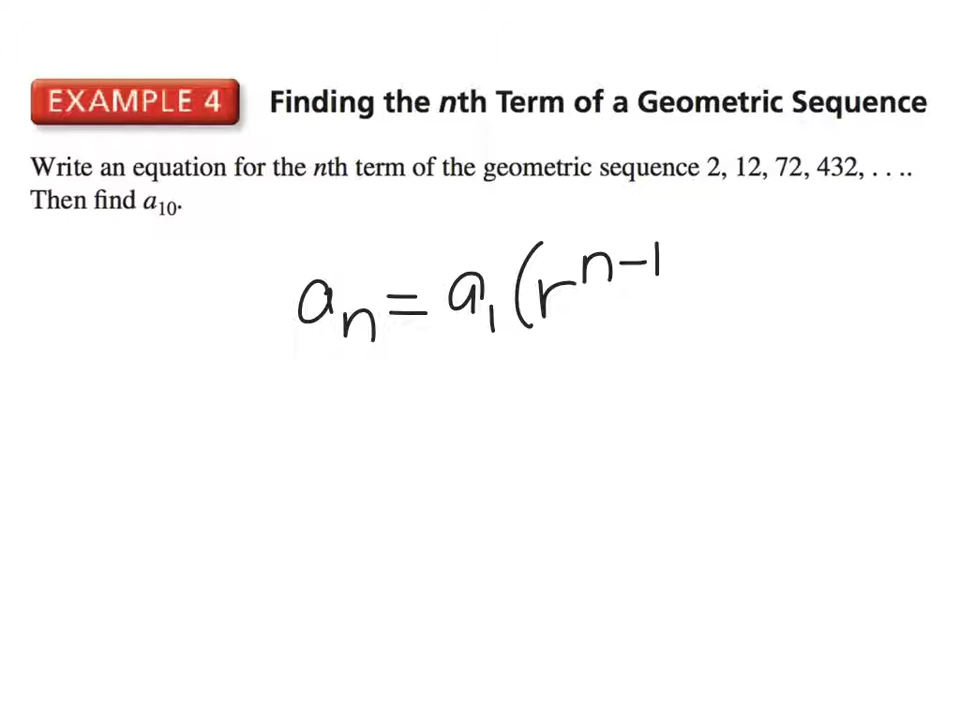 EXAMPLE 4 Finding the nth Term of a Geometric Sequence
Write an equation for the nth term of the geometric sequence 2, 12, 72, 432, . . . .
Then find a₁₀.
aₙ = a₁(rⁿ⁻¹